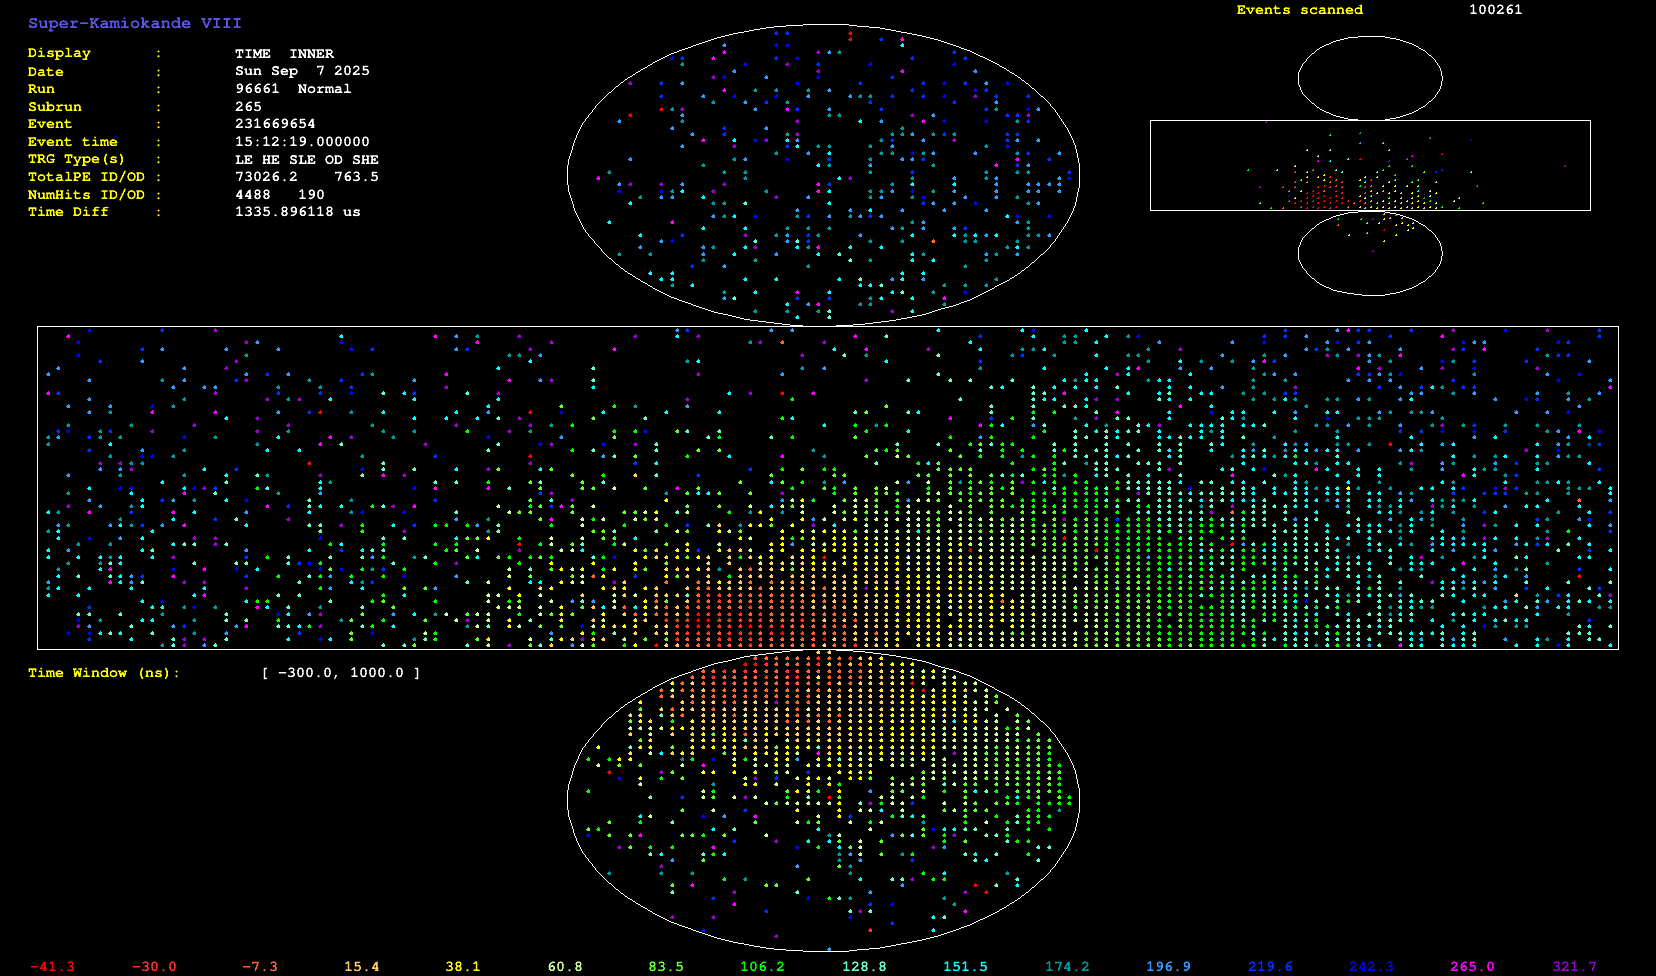 Super-Kamiokande VIII
Display : TIME INNER
Date : Sun Sep 7 2025
Run : 96661 Normal
Subrun : 265
Event : 231669654
Event time : 15:12:19.000000
TRG Type(s) : LE HE SLE OD SHE
TotalPE ID/OD : 73026.2 763.5
NumHits ID/OD : 4488 190
Time Diff : 1335.896118 us
Events scanned 100261
Time Window (ns): [ -300.0, 1000.0 ]
-41.3 -30.0 -7.3 15.4 38.1 60.8 83.5 106.2 128.8 151.5 174.2 196.9 219.6 242.3 265.0 321.7